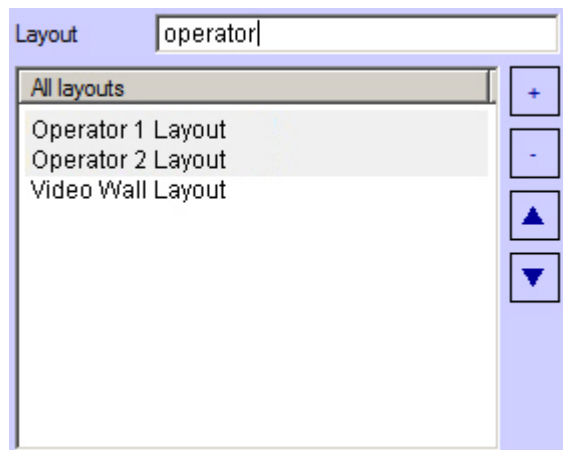 Layout operator
All layouts
+
Operator 1 Layout
Operator 2 Layout
-
Video Wall Layout